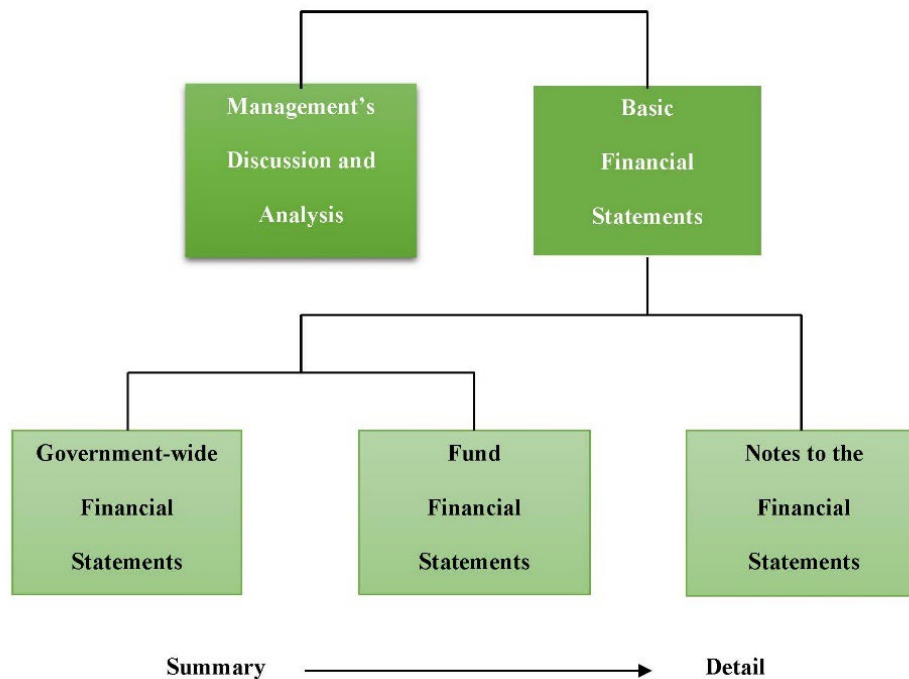 Management’s
Discussion and
Analysis
Basic
Financial
Statements
Government-wide
Financial
Statements
Fund
Financial
Statements
Notes to the
Financial
Statements
Summary
Detail